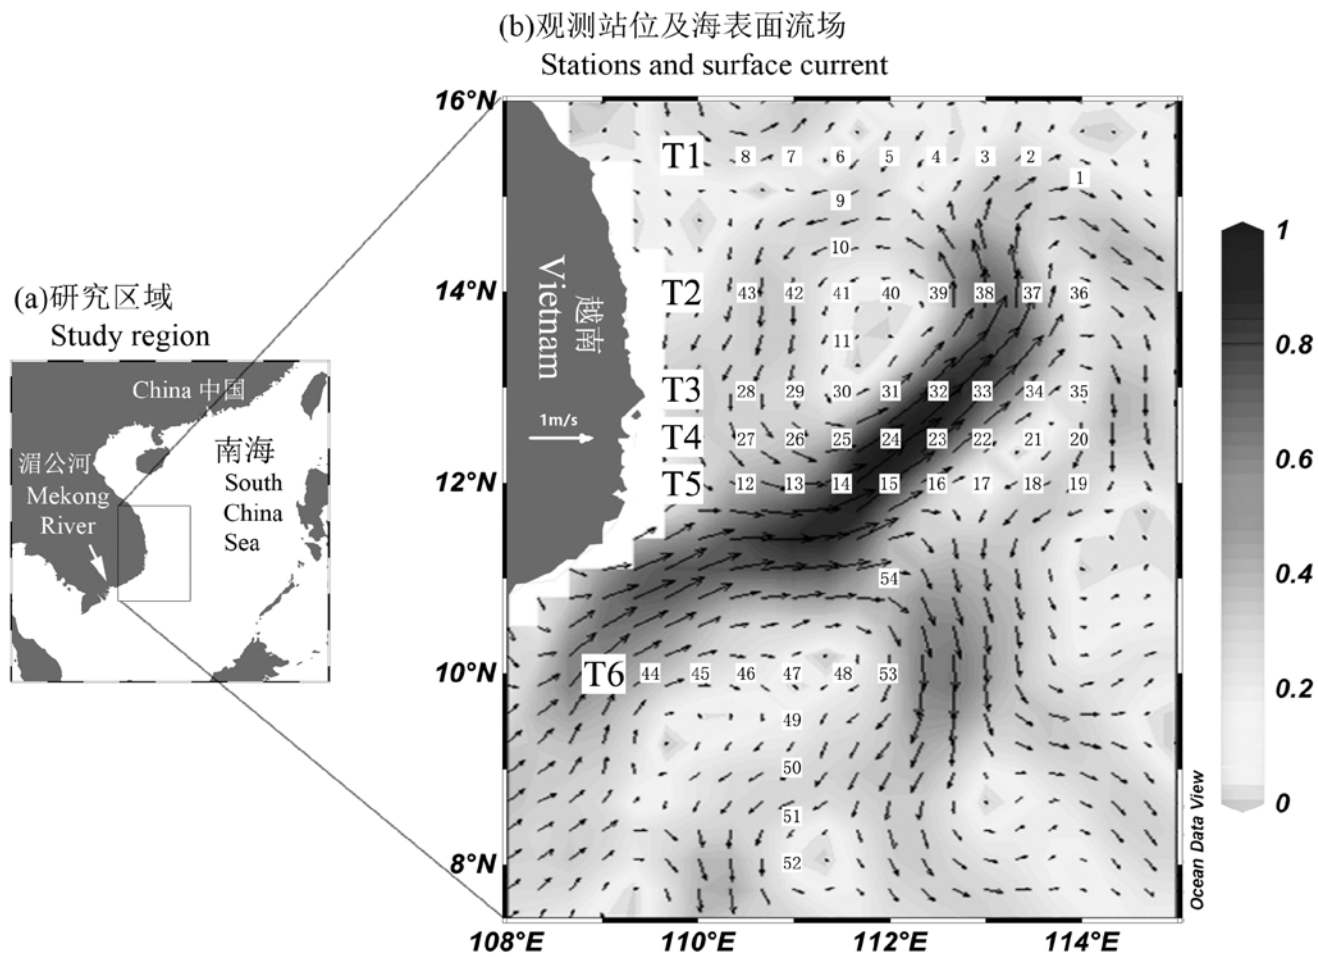 (b)观测站位及海表面流场
Stations and surface current
16°N
14°N
12°N
10°N
8°N
108°E
110°E
112°E
114°E
T1
8 7 6 5 4 3 2
1
9
10
T2
43 42 41 40 39 38 37 36
11
T3
28 29 30 31 32 33 34 35
T4
27 26 25 24 23 22 21 20
T5
12 13 14 15 16 17 18 19
54
T6
44 45 46 47 48 53
49
50
51
52
越南
Vietnam
1m/s
Ocean Data View
1
0.8
0.6
0.4
0.2
0
(a)研究区域
Study region
China 中国
南海
South
China
Sea
湄公河
Mekong
River